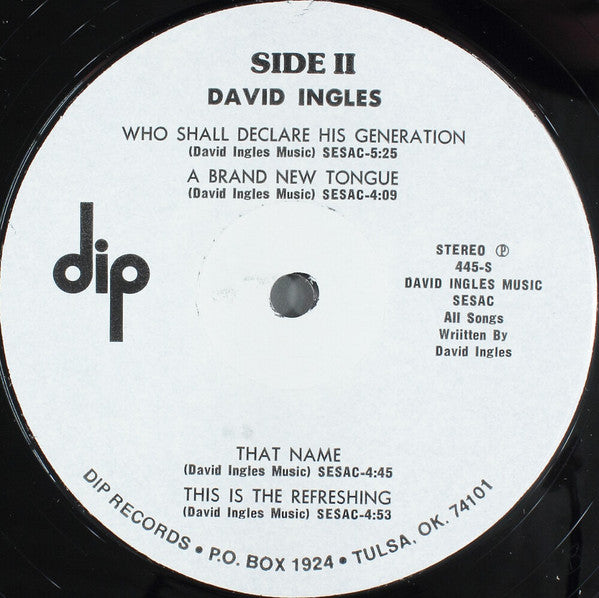 SIDE II
DAVID INGLES
WHO SHALL DECLARE HIS GENERATION
(David Ingles Music) SESAC-5:25
A BRAND NEW TONGUE
(David Ingles Music) SESAC-4:09
dip
STEREO ℗
445-S
DAVID INGLES MUSIC
SESAC
All Songs
Wriitten By
David Ingles
THAT NAME
(David Ingles Music) SESAC-4:45
THIS IS THE REFRESHING
(David Ingles Music) SESAC-4:53
DIP RECORDS • P.O. BOX 1924 • TULSA, OK. 74101